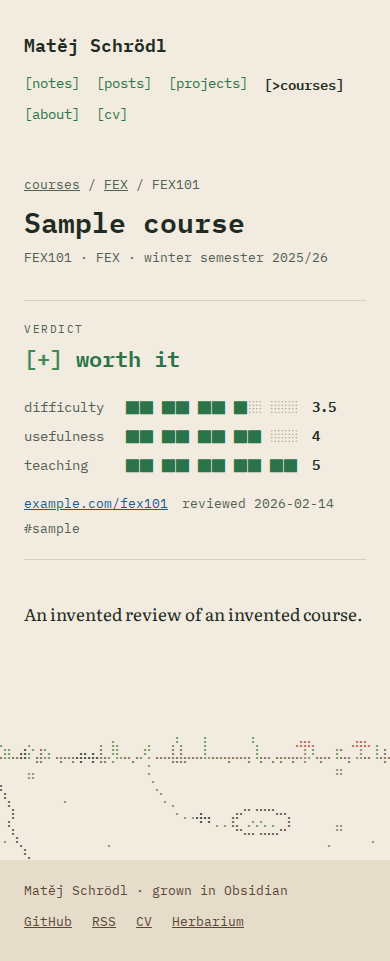 Matěj Schrödl
[notes] [posts] [projects] [>courses]
[about] [cv]
courses / FEX / FEX101
Sample course
FEX101 · FEX · winter semester 2025/26
VERDICT
[+] worth it
difficulty 3.5
usefulness 4
teaching 5
example.com/fex101 reviewed 2026-02-14
#sample
An invented review of an invented course.
Matěj Schrödl · grown in Obsidian
GitHub RSS CV Herbarium